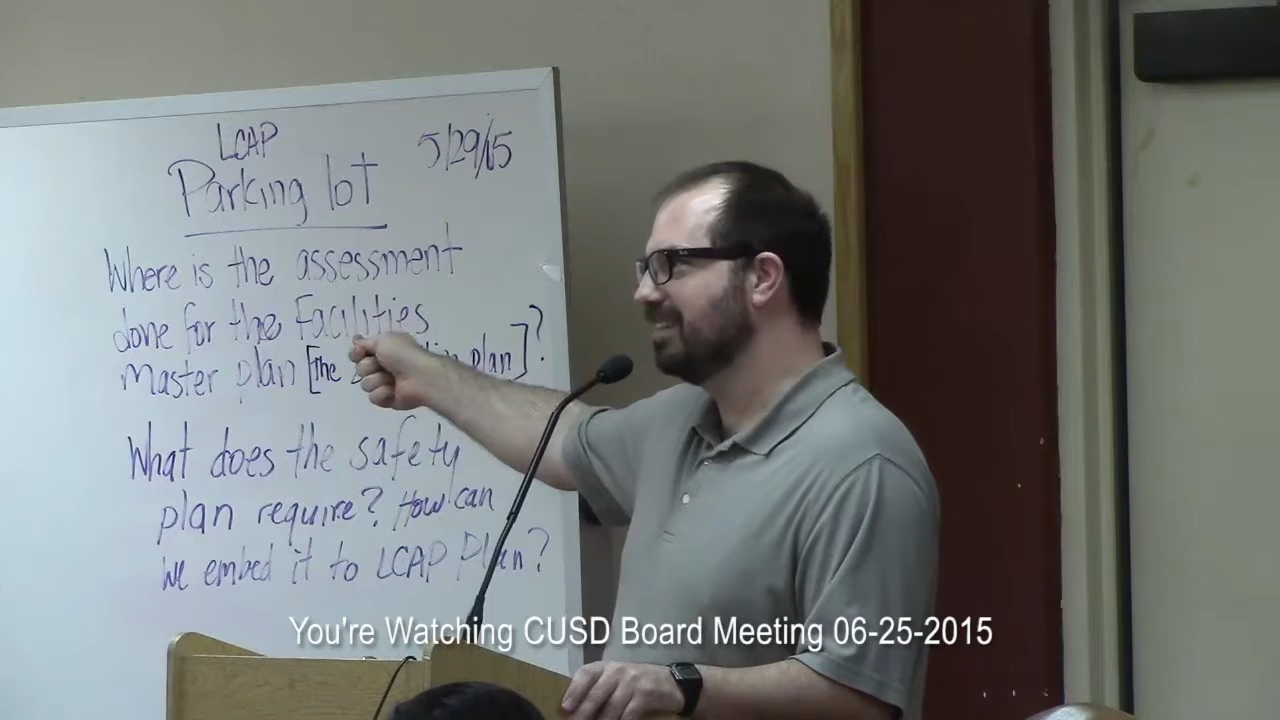 LCAP
Parking lot
5/29/15
Where is the assessment
done for the Facilities
Master plan [the plan]?
What does the safety
plan require? How can
We embed it to LCAP Plan?
You're Watching CUSD Board Meeting 06-25-2015